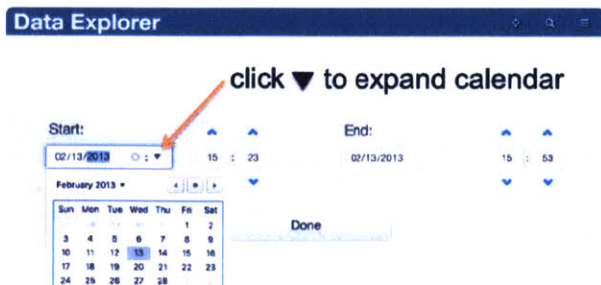 Data Explorer
click ▼ to expand calendar
Start:
End:
02/13/2013
15 : 23
02/13/2013
15 : 53
February 2013
Sun Mon Tue Wed Thu Fri Sat
1 2
3 4 5 6 7 8 9
10 11 12 13 14 15 16
17 18 19 20 21 22 23
24 25 26 27 28
Done